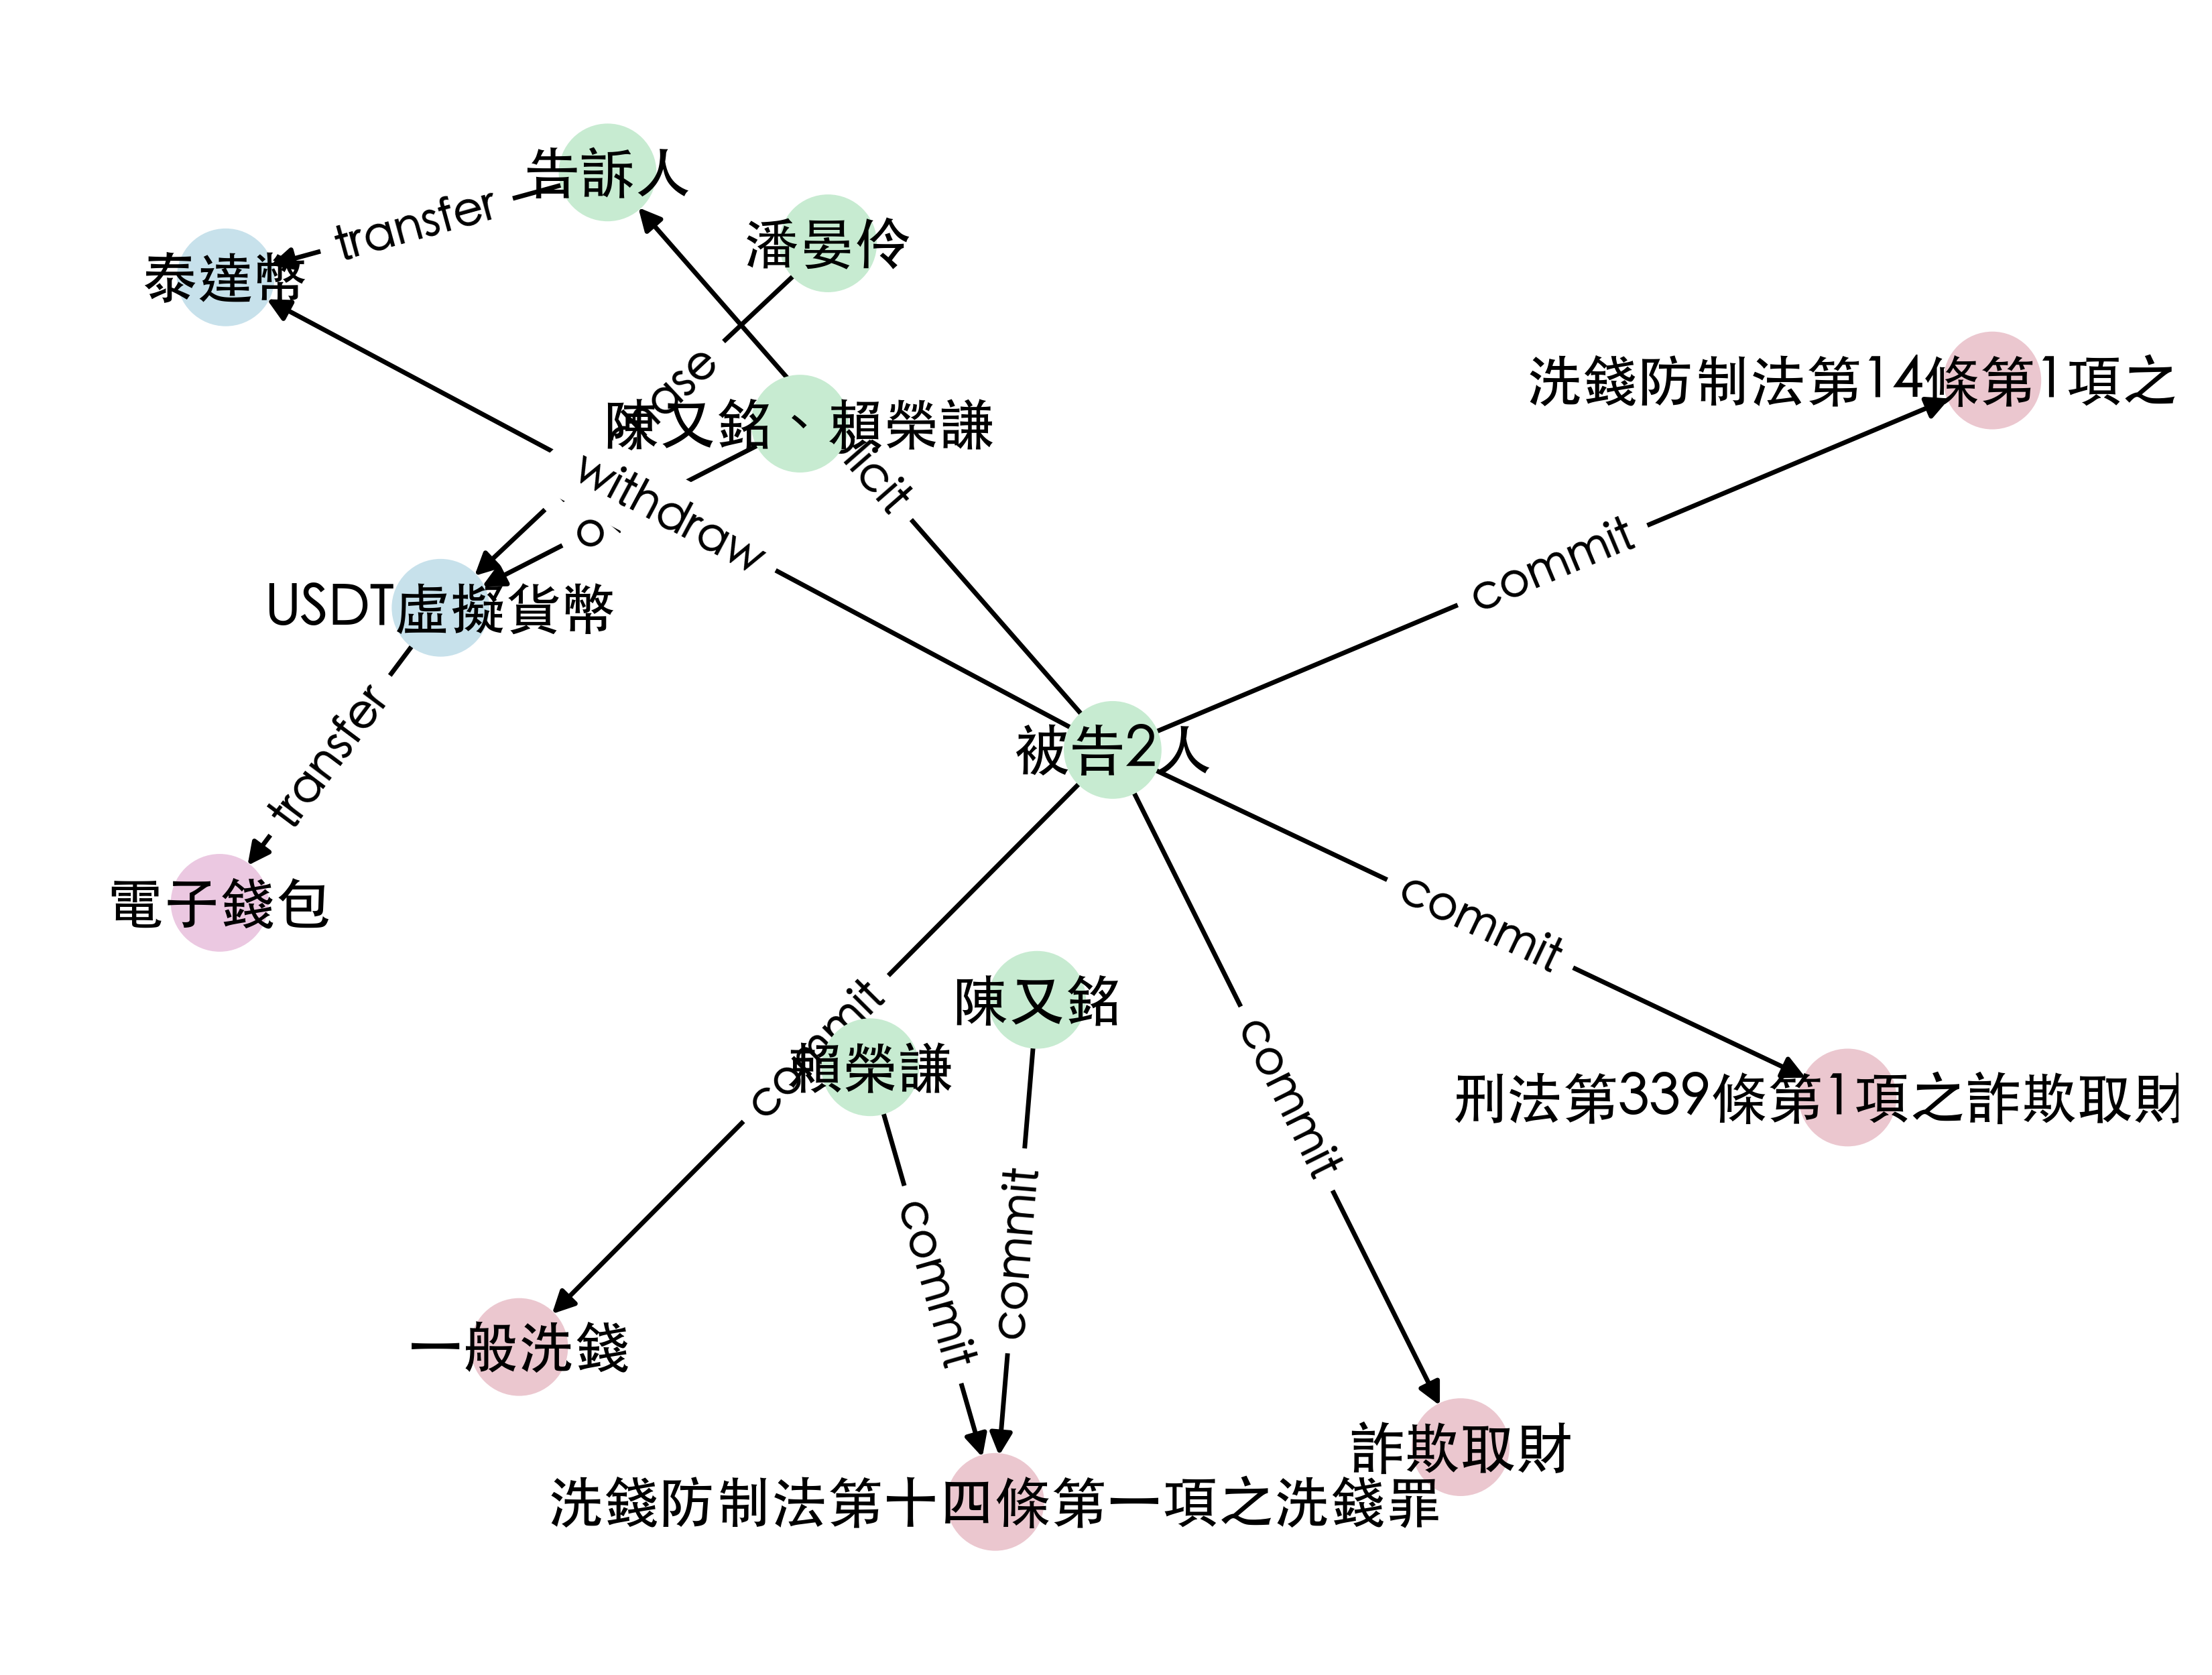 告訴人
transfer
潘晏伶
泰達幣
洗錢防制法第14條第1項之
陳又銘、賴榮謙
withdraw
USDT虛擬貨幣
commit
transfer
被告2人
電子錢包
commit
陳又銘
commit
賴榮謙
commit
刑法第339條第1項之詐欺取財
commit
commit
一般洗錢
詐欺取財
洗錢防制法第十四條第一項之洗錢罪